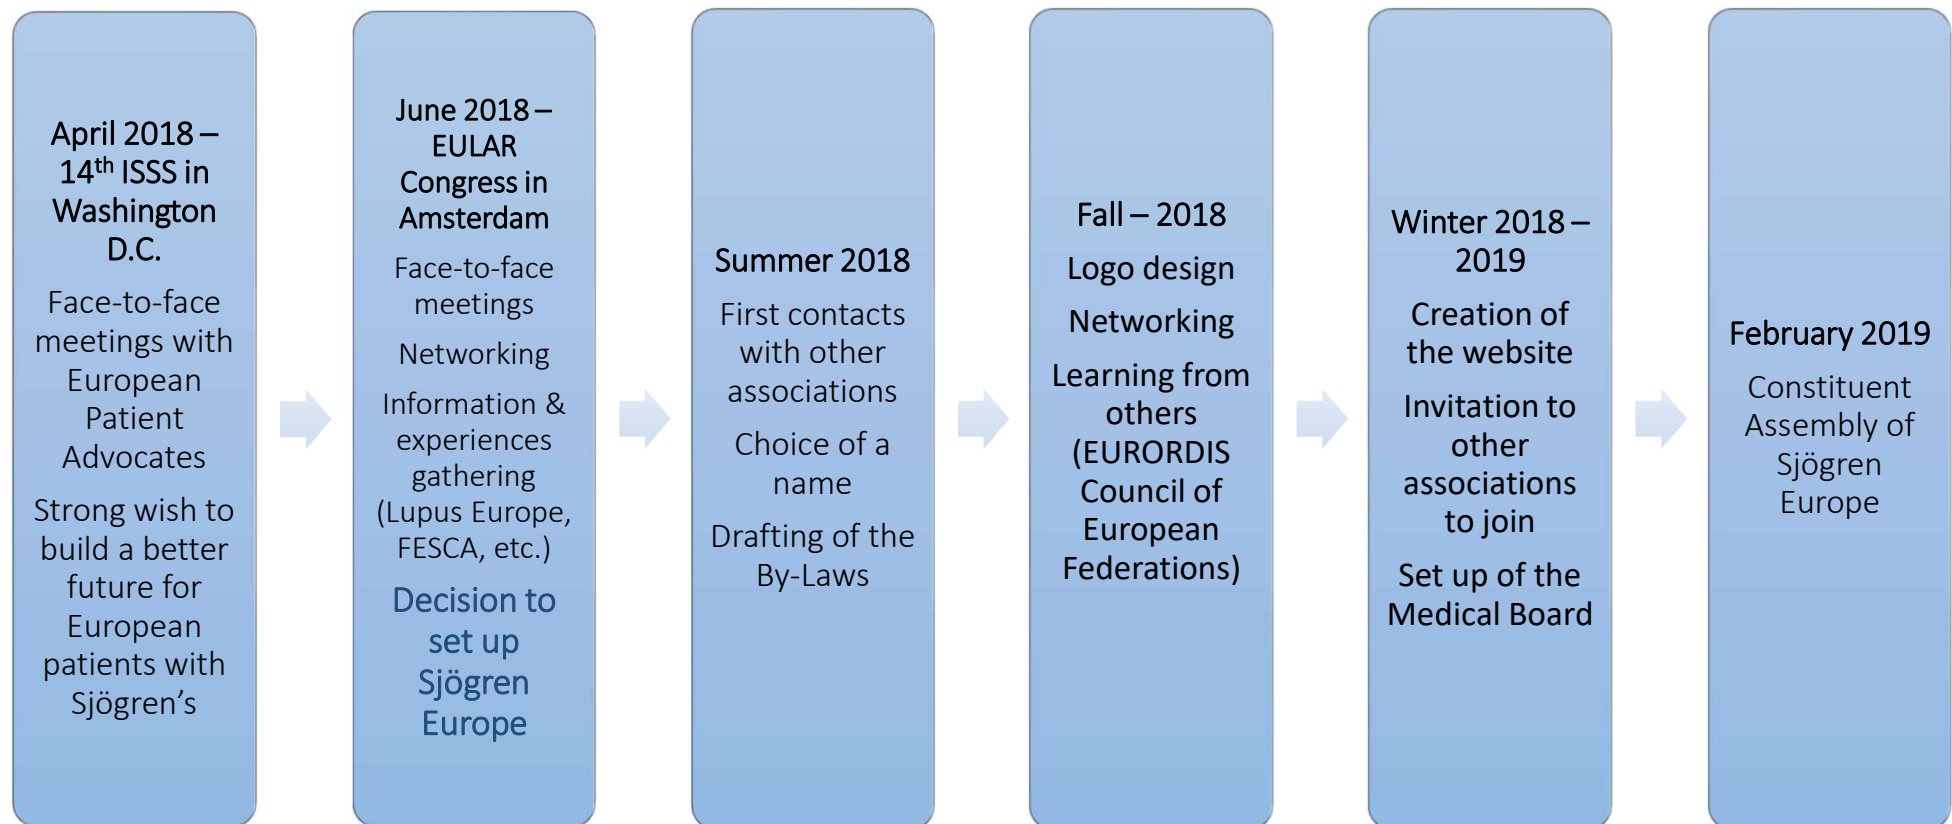 April 2018 –
14th ISSS in
Washington
D.C.
Face-to-face
meetings with
European
Patient
Advocates
Strong wish to
build a better
future for
European
patients with
Sjögren’s
June 2018 –
EULAR
Congress in
Amsterdam
Face-to-face
meetings
Networking
Information &
experiences
gathering
(Lupus Europe,
FESCA, etc.)
Decision to
set up
Sjögren
Europe
Summer 2018
First contacts
with other
associations
Choice of a
name
Drafting of the
By-Laws
Fall – 2018
Logo design
Networking
Learning from
others
(EURORDIS
Council of
European
Federations)
Winter 2018 –
2019
Creation of
the website
Invitation to
other
associations
to join
Set up of the
Medical Board
February 2019
Constituent
Assembly of
Sjögren
Europe